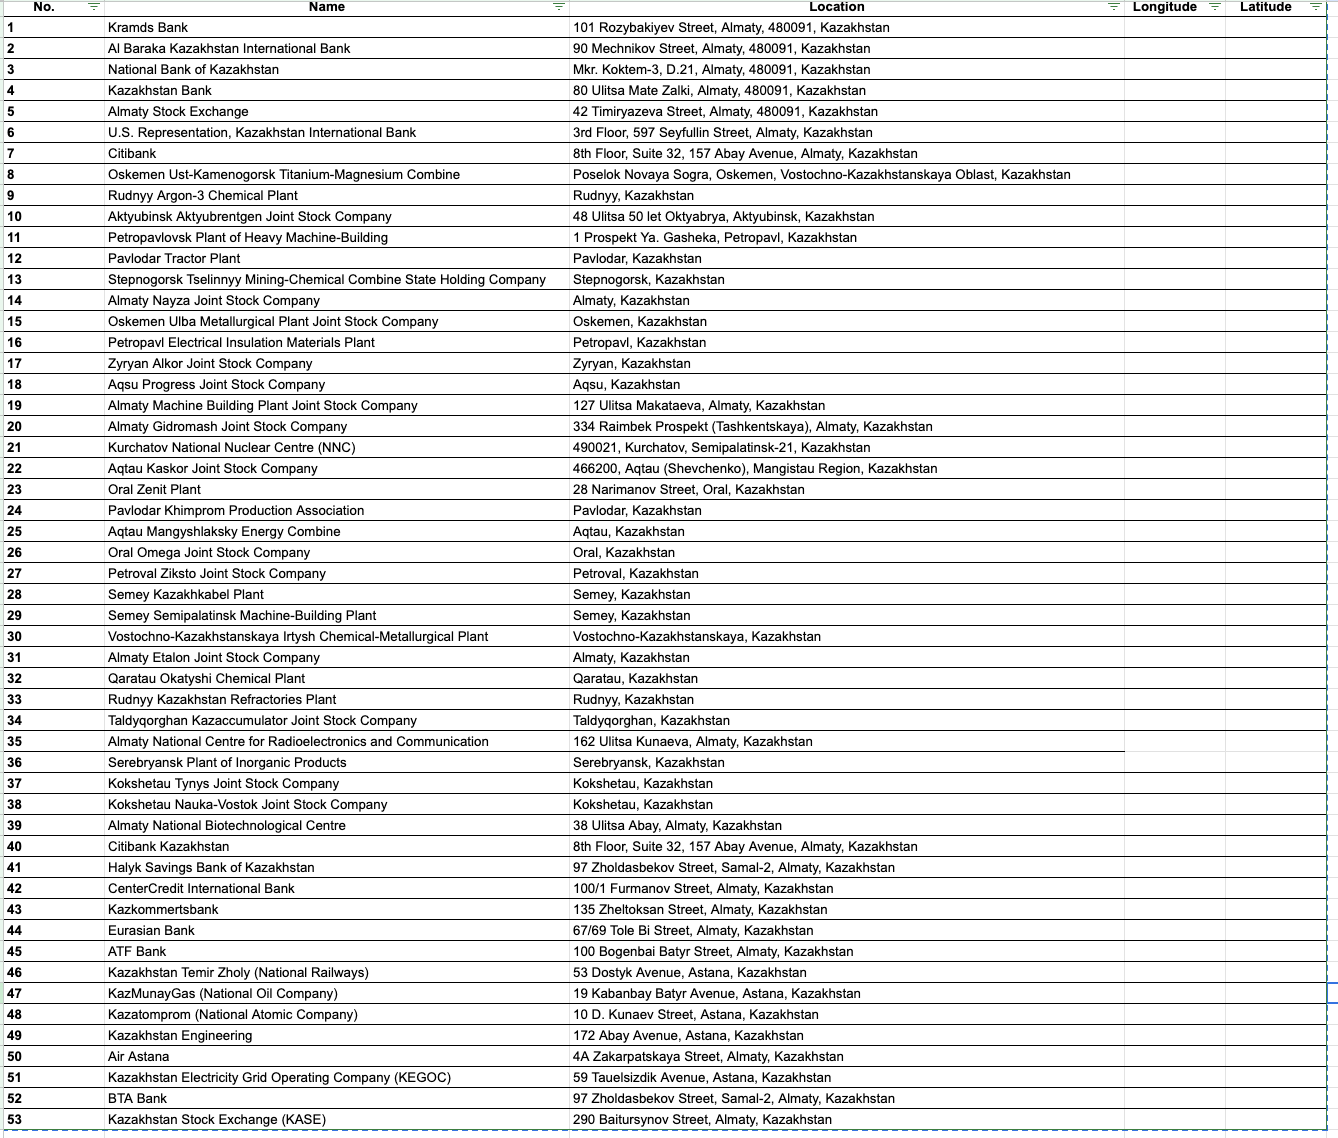 No. Name Location Longitude Latitude
1 Kramds Bank 101 Rozybakiyev Street, Almaty, 480091, Kazakhstan
2 Al Baraka Kazakhstan International Bank 90 Mechnikov Street, Almaty, 480091, Kazakhstan
3 National Bank of Kazakhstan Mkr. Koktem-3, D.21, Almaty, 480091, Kazakhstan
4 Kazakhstan Bank 80 Ulitsa Mate Zalki, Almaty, 480091, Kazakhstan
5 Almaty Stock Exchange 42 Timiryazeva Street, Almaty, 480091, Kazakhstan
6 U.S. Representation, Kazakhstan International Bank 3rd Floor, 597 Seyfullin Street, Almaty, Kazakhstan
7 Citibank 8th Floor, Suite 32, 157 Abay Avenue, Almaty, Kazakhstan
8 Oskemen Ust-Kamenogorsk Titanium-Magnesium Combine Poselok Novaya Sogra, Oskemen, Vostochno-Kazakhstanskaya Oblast, Kazakhstan
9 Rudnyy Argon-3 Chemical Plant Rudnyy, Kazakhstan
10 Aktyubinsk Aktyubrentgen Joint Stock Company 48 Ulitsa 50 let Oktyabrya, Aktyubinsk, Kazakhstan
11 Petropavlovsk Plant of Heavy Machine-Building 1 Prospekt Ya. Gasheka, Petropavl, Kazakhstan
12 Pavlodar Tractor Plant Pavlodar, Kazakhstan
13 Stepnogorsk Tselinnyy Mining-Chemical Combine State Holding Company Stepnogorsk, Kazakhstan
14 Almaty Nayza Joint Stock Company Almaty, Kazakhstan
15 Oskemen Ulba Metallurgical Plant Joint Stock Company Oskemen, Kazakhstan
16 Petropavl Electrical Insulation Materials Plant Petropavl, Kazakhstan
17 Zyryan Alkor Joint Stock Company Zyryan, Kazakhstan
18 Aqsu Progress Joint Stock Company Aqsu, Kazakhstan
19 Almaty Machine Building Plant Joint Stock Company 127 Ulitsa Makataeva, Almaty, Kazakhstan
20 Almaty Gidromash Joint Stock Company 334 Raimbek Prospekt (Tashkentskaya), Almaty, Kazakhstan
21 Kurchatov National Nuclear Centre (NNC) 490021, Kurchatov, Semipalatinsk-21, Kazakhstan
22 Aqtau Kaskor Joint Stock Company 466200, Aqtau (Shevchenko), Mangistau Region, Kazakhstan
23 Oral Zenit Plant 28 Narimanov Street, Oral, Kazakhstan
24 Pavlodar Khimprom Production Association Pavlodar, Kazakhstan
25 Aqtau Mangyshlaksky Energy Combine Aqtau, Kazakhstan
26 Oral Omega Joint Stock Company Oral, Kazakhstan
27 Petroval Ziksto Joint Stock Company Petroval, Kazakhstan
28 Semey Kazakhkabel Plant Semey, Kazakhstan
29 Semey Semipalatinsk Machine-Building Plant Semey, Kazakhstan
30 Vostochno-Kazakhstanskaya Irtysh Chemical-Metallurgical Plant Vostochno-Kazakhstanskaya, Kazakhstan
31 Almaty Etalon Joint Stock Company Almaty, Kazakhstan
32 Qaratau Okatyshi Chemical Plant Qaratau, Kazakhstan
33 Rudnyy Kazakhstan Refractories Plant Rudnyy, Kazakhstan
34 Taldyqorghan Kazaccumulator Joint Stock Company Taldyqorghan, Kazakhstan
35 Almaty National Centre for Radioelectronics and Communication 162 Ulitsa Kunaeva, Almaty, Kazakhstan
36 Serebryansk Plant of Inorganic Products Serebryansk, Kazakhstan
37 Kokshetau Tynys Joint Stock Company Kokshetau, Kazakhstan
38 Kokshetau Nauka-Vostok Joint Stock Company Kokshetau, Kazakhstan
39 Almaty National Biotechnological Centre 38 Ulitsa Abay, Almaty, Kazakhstan
40 Citibank Kazakhstan 8th Floor, Suite 32, 157 Abay Avenue, Almaty, Kazakhstan
41 Halyk Savings Bank of Kazakhstan 97 Zholdasbekov Street, Samal-2, Almaty, Kazakhstan
42 CenterCredit International Bank 100/1 Furmanov Street, Almaty, Kazakhstan
43 Kazkommertsbank 135 Zheltoksan Street, Almaty, Kazakhstan
44 Eurasian Bank 67/69 Tole Bi Street, Almaty, Kazakhstan
45 ATF Bank 100 Bogenbai Batyr Street, Almaty, Kazakhstan
46 Kazakhstan Temir Zholy (National Railways) 53 Dostyk Avenue, Astana, Kazakhstan
47 KazMunayGas (National Oil Company) 19 Kabanbay Batyr Avenue, Astana, Kazakhstan
48 Kazatomprom (National Atomic Company) 10 D. Kunaev Street, Astana, Kazakhstan
49 Kazakhstan Engineering 172 Abay Avenue, Astana, Kazakhstan
50 Air Astana 4A Zakarpatskaya Street, Almaty, Kazakhstan
51 Kazakhstan Electricity Grid Operating Company (KEGOC) 59 Tauelsizdik Avenue, Astana, Kazakhstan
52 BTA Bank 97 Zholdasbekov Street, Samal-2, Almaty, Kazakhstan
53 Kazakhstan Stock Exchange (KASE) 290 Baitursynov Street, Almaty, Kazakhstan